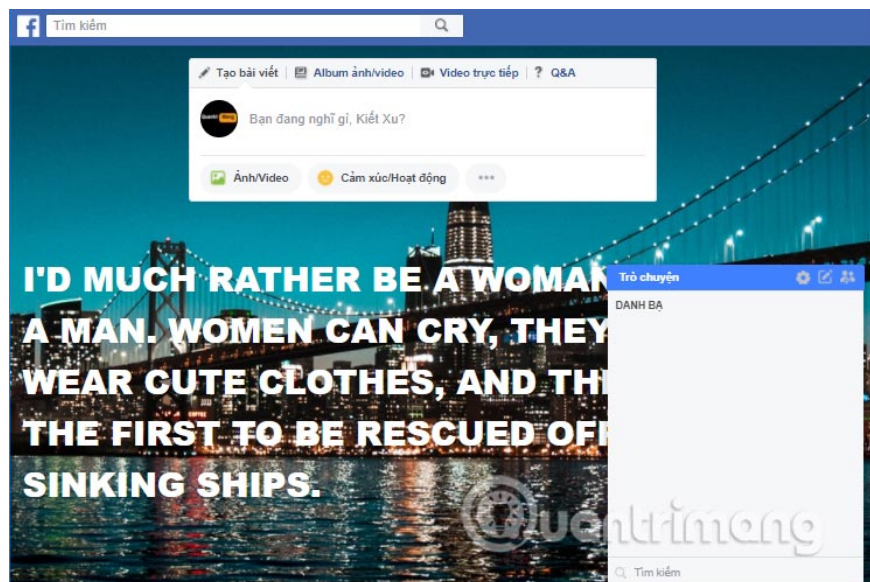 f Tìm kiếm
Tạo bài viết Album ảnh/video Video trực tiếp ? Q&A
Bạn đang nghĩ gì, Kiết Xu?
Ảnh/Video Cảm xúc/Hoạt động
I'D MUCH RATHER BE A WOMAN
A MAN. WOMEN CAN CRY, THEY
WEAR CUTE CLOTHES, AND
THE FIRST TO BE RESCUED
SINKING SHIPS.
Trò chuyện
DANH BẠ
Quantrimang
Tìm kiếm